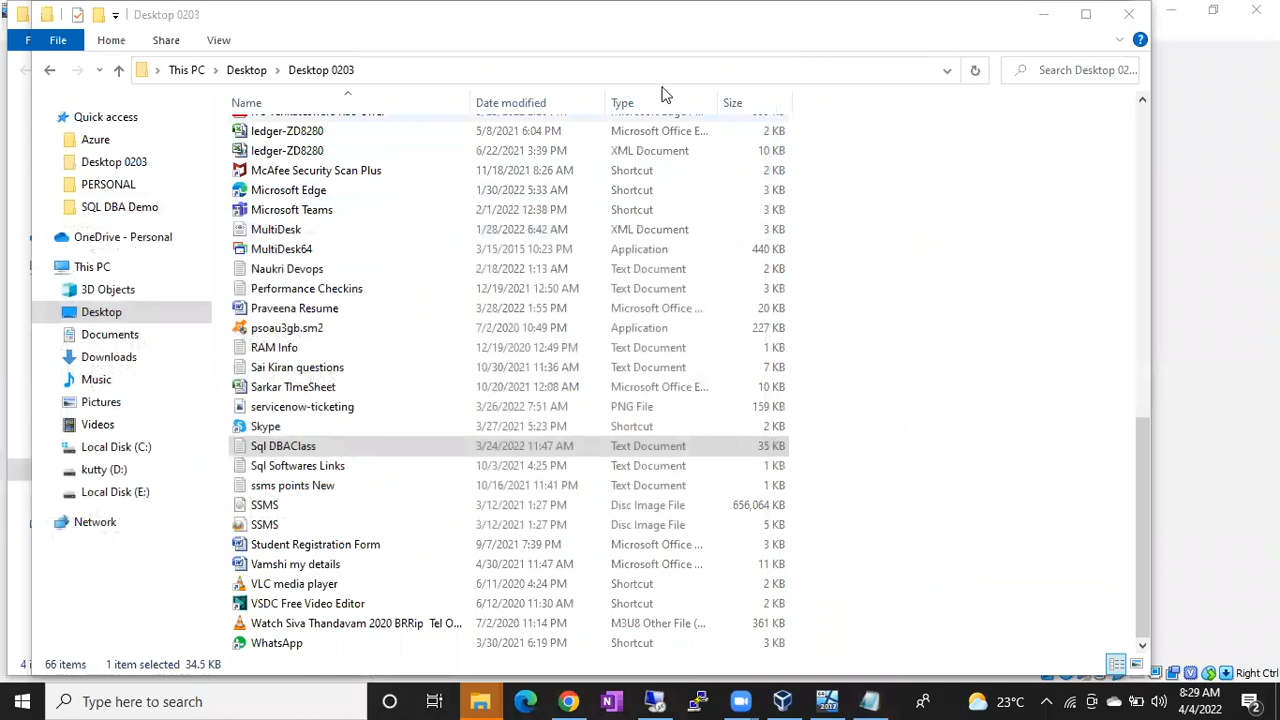 Desktop 0203
F
File
Home
Share
View
This PC
Desktop
Desktop 0203
Search Desktop 02...
Name
Date modified
Type
Size
Quick access
Azure
Desktop 0203
PERSONAL
SQL DBA Demo
OneDrive - Personal
This PC
3D Objects
Desktop
Documents
Downloads
Music
Pictures
Videos
Local Disk (C:)
kutty (D:)
Local Disk (E:)
Network
ledger-ZD8280 5/8/2021 6:04 PM Microsoft Office E... 2 KB
ledger-ZD8280 6/22/2021 3:39 PM XML Document 10 KB
McAfee Security Scan Plus 11/18/2021 8:26 AM Shortcut 2 KB
Microsoft Edge 1/30/2022 5:33 AM Shortcut 3 KB
Microsoft Teams 2/1/2022 12:38 PM Shortcut 3 KB
MultiDesk 1/28/2022 6:42 AM XML Document 3 KB
MultiDesk64 3/15/2015 10:23 PM Application 440 KB
Naukri Devops 2/18/2022 1:13 AM Text Document 2 KB
Performance Checkins 12/19/2021 12:50 AM Text Document 3 KB
Praveena Resume 3/28/2022 1:55 PM Microsoft Office ... 20 KB
psoau3gb.sm2 7/2/2020 10:49 PM Application 227 KB
RAM Info 12/19/2020 12:49 PM Text Document 1 KB
Sai Kiran questions 10/30/2021 11:36 AM Text Document 7 KB
Sarkar TImeSheet 10/20/2021 12:08 AM Microsoft Office E... 10 KB
servicenow-ticketing 3/26/2022 7:51 AM PNG File 159 KB
Skype 3/27/2021 5:23 PM Shortcut 2 KB
Sql DBAClass 3/24/2022 11:47 AM Text Document 35 KB
Sql Softwares Links 10/3/2021 4:25 PM Text Document 1 KB
ssms points New 10/16/2021 11:41 PM Text Document 1 KB
SSMS 3/12/2021 1:27 PM Disc Image File 656,064 KB
SSMS 3/12/2021 1:27 PM Disc Image File 5 KB
Student Registration Form 9/7/2021 7:39 PM Microsoft Office ... 3 KB
Vamshi my details 4/30/2021 11:47 AM Microsoft Office ... 11 KB
VLC media player 6/11/2020 4:24 PM Shortcut 2 KB
VSDC Free Video Editor 6/12/2020 11:30 AM Shortcut 2 KB
Watch Siva Thandavam 2020 BRRip Tel O... 7/2/2020 11:14 PM M3U8 Other File (... 361 KB
WhatsApp 3/30/2021 6:19 PM Shortcut 3 KB
4 i
66 items
1 item selected 34.5 KB
Right Ctrl
Type here to search
23°C
8:29 AM
4/4/2022
2